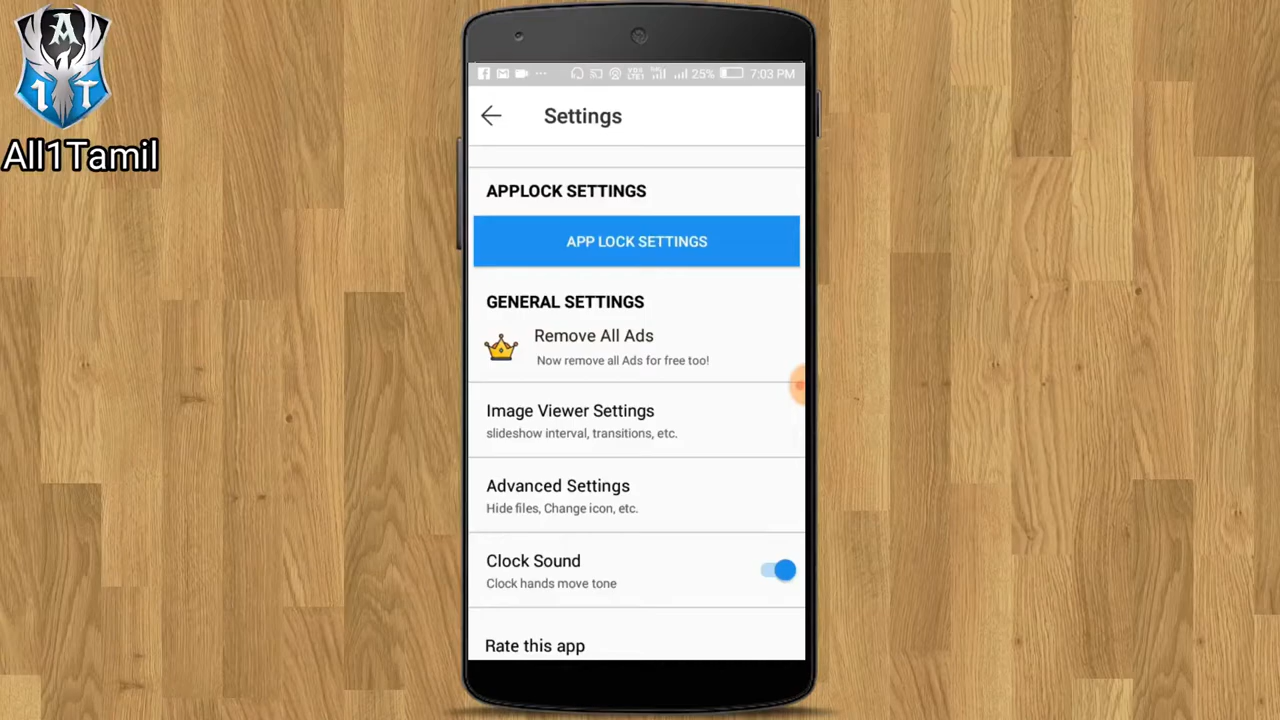 A
1 T
All1Tamil
25% 7:03 PM
Settings
APPLOCK SETTINGS
APP LOCK SETTINGS
GENERAL SETTINGS
Remove All Ads
Now remove all Ads for free too!
Image Viewer Settings
slideshow interval, transitions, etc.
Advanced Settings
Hide files, Change icon, etc.
Clock Sound
Clock hands move tone
Rate this app